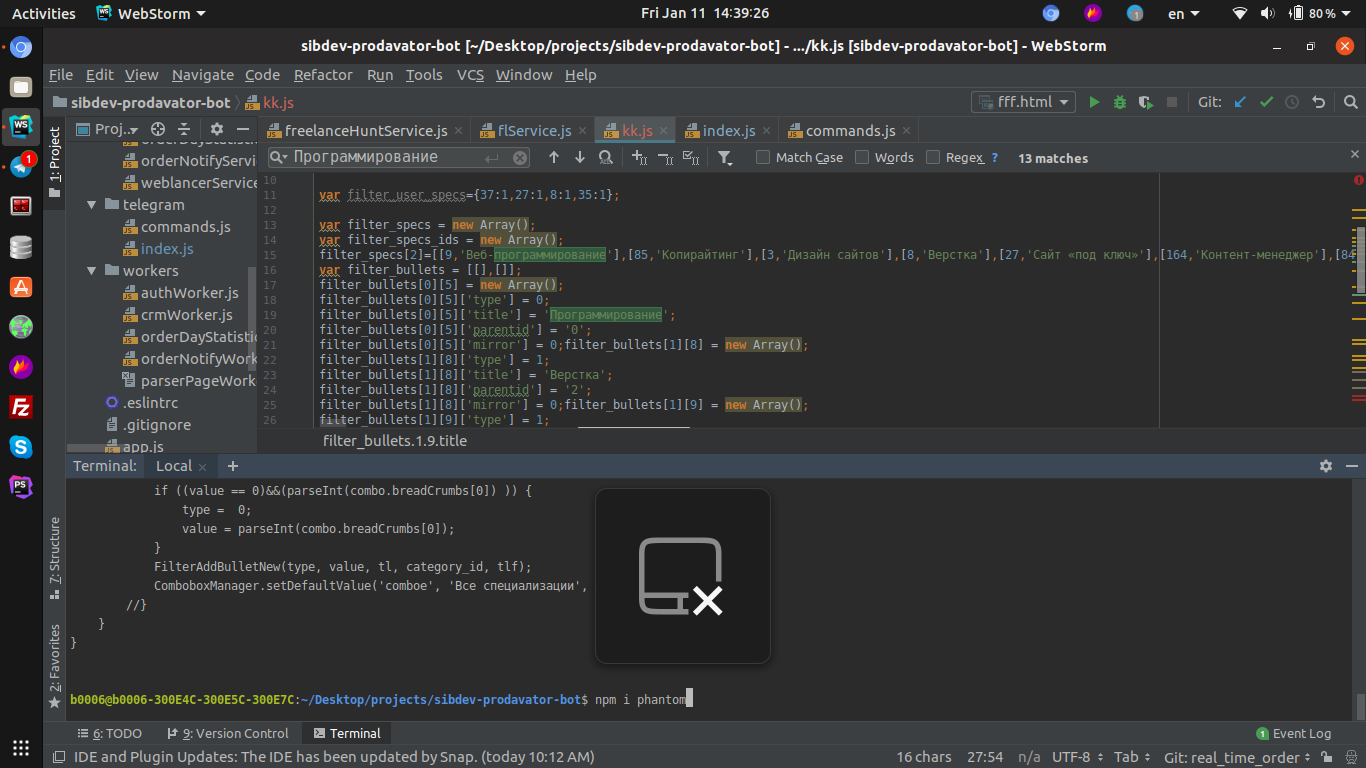 Activities WebStorm Fri Jan 11 14:39:26 1 en 80 %
sibdev-prodavator-bot [~/Desktop/projects/sibdev-prodavator-bot] - .../kk.js [sibdev-prodavator-bot] - WebStorm
File Edit View Navigate Code Refactor Run Tools VCS Window Help
sibdev-prodavator-bot kk.js fff.html Git:
1: Project
Proj..
orderDayStatistic
orderNotifyServi
weblancerService
telegram
commands.js
index.js
workers
authWorker.js
crmWorker.js
orderDayStatistic
orderNotifyWork
parserPageWork
.eslintrc
.gitignore
app.js
freelanceHuntService.js flService.js kk.js index.js commands.js
Программирование Match Case Words Regex ? 13 matches
10
11 var filter_user_specs={37:1,27:1,8:1,35:1};
12
13 var filter_specs = new Array();
14 var filter_specs_ids = new Array();
15 filter_specs[2]=[[9,'Веб-программирование'],[85,'Копирайтинг'],[3,'Дизайн сайтов'],[8,'Верстка'],[27,'Сайт «под ключ»'],[164,'Контент-менеджер'],[84
16 var filter_bullets = [[],[]];
17 filter_bullets[0][5] = new Array();
18 filter_bullets[0][5]['type'] = 0;
19 filter_bullets[0][5]['title'] = 'Программирование';
20 filter_bullets[0][5]['parentid'] = '0';
21 filter_bullets[0][5]['mirror'] = 0;filter_bullets[1][8] = new Array();
22 filter_bullets[1][8]['type'] = 1;
23 filter_bullets[1][8]['title'] = 'Верстка';
24 filter_bullets[1][8]['parentid'] = '2';
25 filter_bullets[1][8]['mirror'] = 0;filter_bullets[1][9] = new Array();
26 filter_bullets[1][9]['type'] = 1;
filter_bullets.1.9.title
Terminal: Local
if ((value == 0)&&(parseInt(combo.breadCrumbs[0]) )) {
type = 0;
value = parseInt(combo.breadCrumbs[0]);
}
FilterAddBulletNew(type, value, tl, category_id, tlf);
ComboboxManager.setDefaultValue('comboe', 'Все специализации',
//}
}
}
b0006@b0006-300E4C-300E5C-300E7C:~/Desktop/projects/sibdev-prodavator-bot$ npm i phantom
7: Structure
2: Favorites
6: TODO 9: Version Control Terminal 1 Event Log
IDE and Plugin Updates: The IDE has been updated by Snap. (today 10:12 AM) 16 chars 27:54 n/a UTF-8 Tab Git: real_time_order